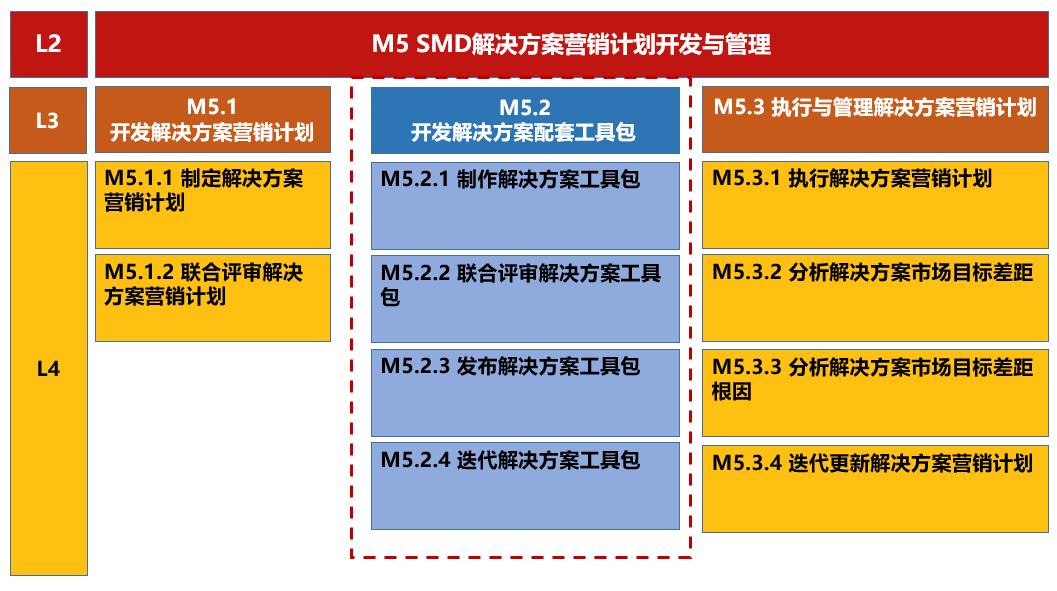 L2
M5 SMD解决方案营销计划开发与管理
L3
M5.1
开发解决方案营销计划
M5.2
开发解决方案配套工具包
M5.3 执行与管理解决方案营销计划
L4
M5.1.1 制定解决方案
营销计划
M5.1.2 联合评审解决
方案营销计划
M5.2.1 制作解决方案工具包
M5.2.2 联合评审解决方案工具
包
M5.2.3 发布解决方案工具包
M5.2.4 迭代解决方案工具包
M5.3.1 执行解决方案营销计划
M5.3.2 分析解决方案市场目标差距
M5.3.3 分析解决方案市场目标差距
根因
M5.3.4 迭代更新解决方案营销计划